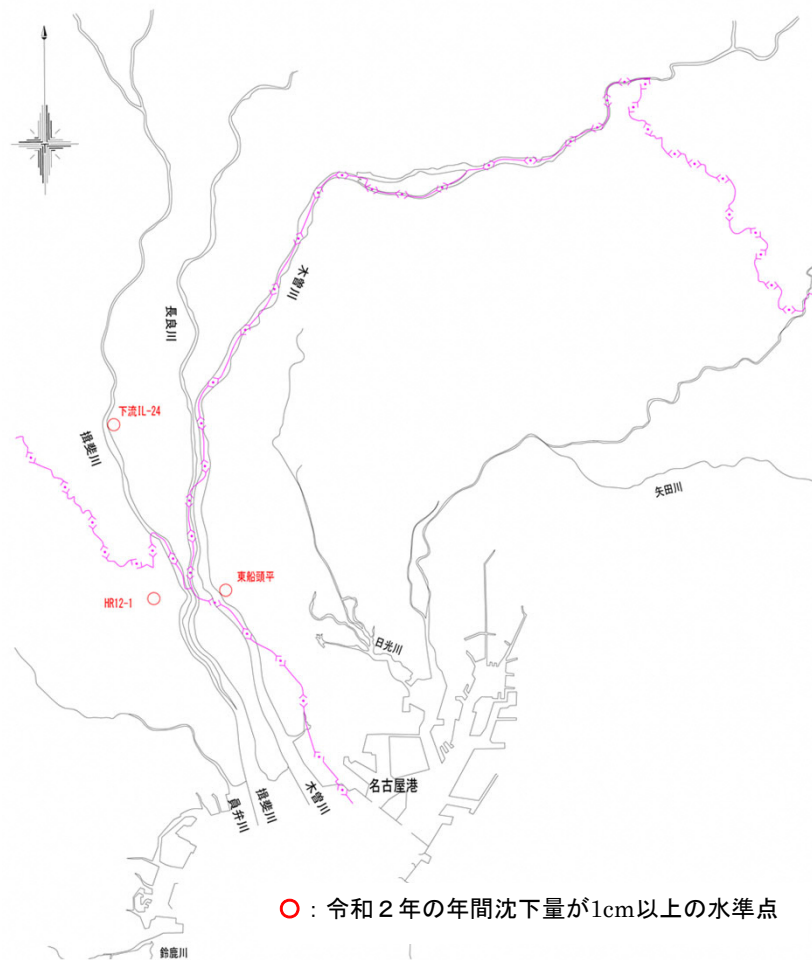 木曽川
長良川
下流IL-24
揖斐川
矢田川
東船頭平
HR12-1
日光川
名古屋港
木曽川
揖斐川
員弁川
○：令和２年の年間沈下量が1cm以上の水準点
鈴鹿川